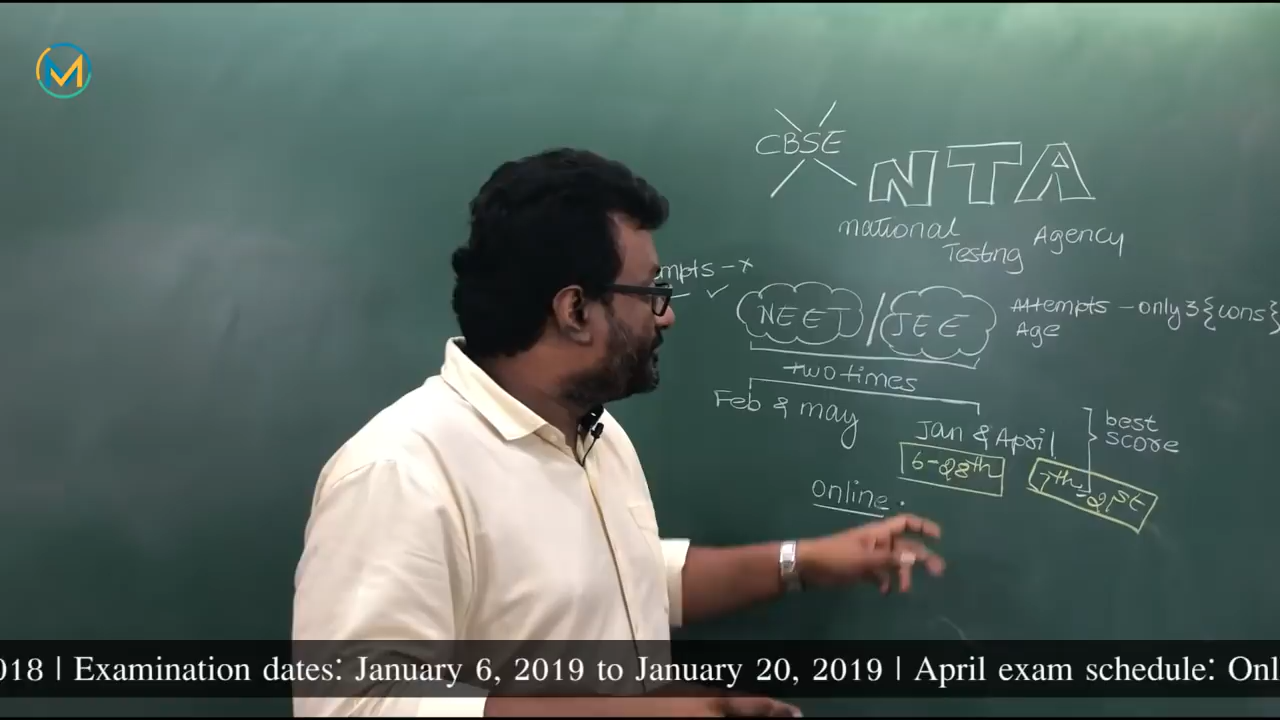 CBSE
NTA
National Testing Agency
mpts - x
NEET / JEE
Attempts - only 3 {cons}
Age
two times
Feb & may
Jan & April
best
score
6-28th
7th-21st
Online :
018 | Examination dates: January 6, 2019 to January 20, 2019 | April exam schedule: Onl